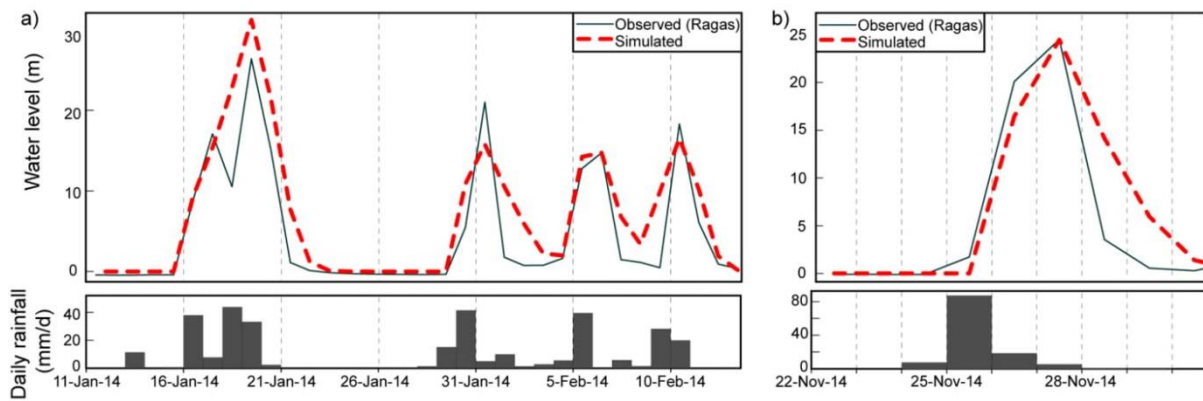 a)
Observed (Ragas)
Simulated
Water level (m)
30
20
10
0
Daily rainfall
(mm/d)
40
20
0
11-Jan-14 16-Jan-14 21-Jan-14 26-Jan-14 31-Jan-14 5-Feb-14 10-Feb-14
b)
Observed (Ragas)
Simulated
25
20
15
10
5
0
80
40
0
22-Nov-14 25-Nov-14 28-Nov-14